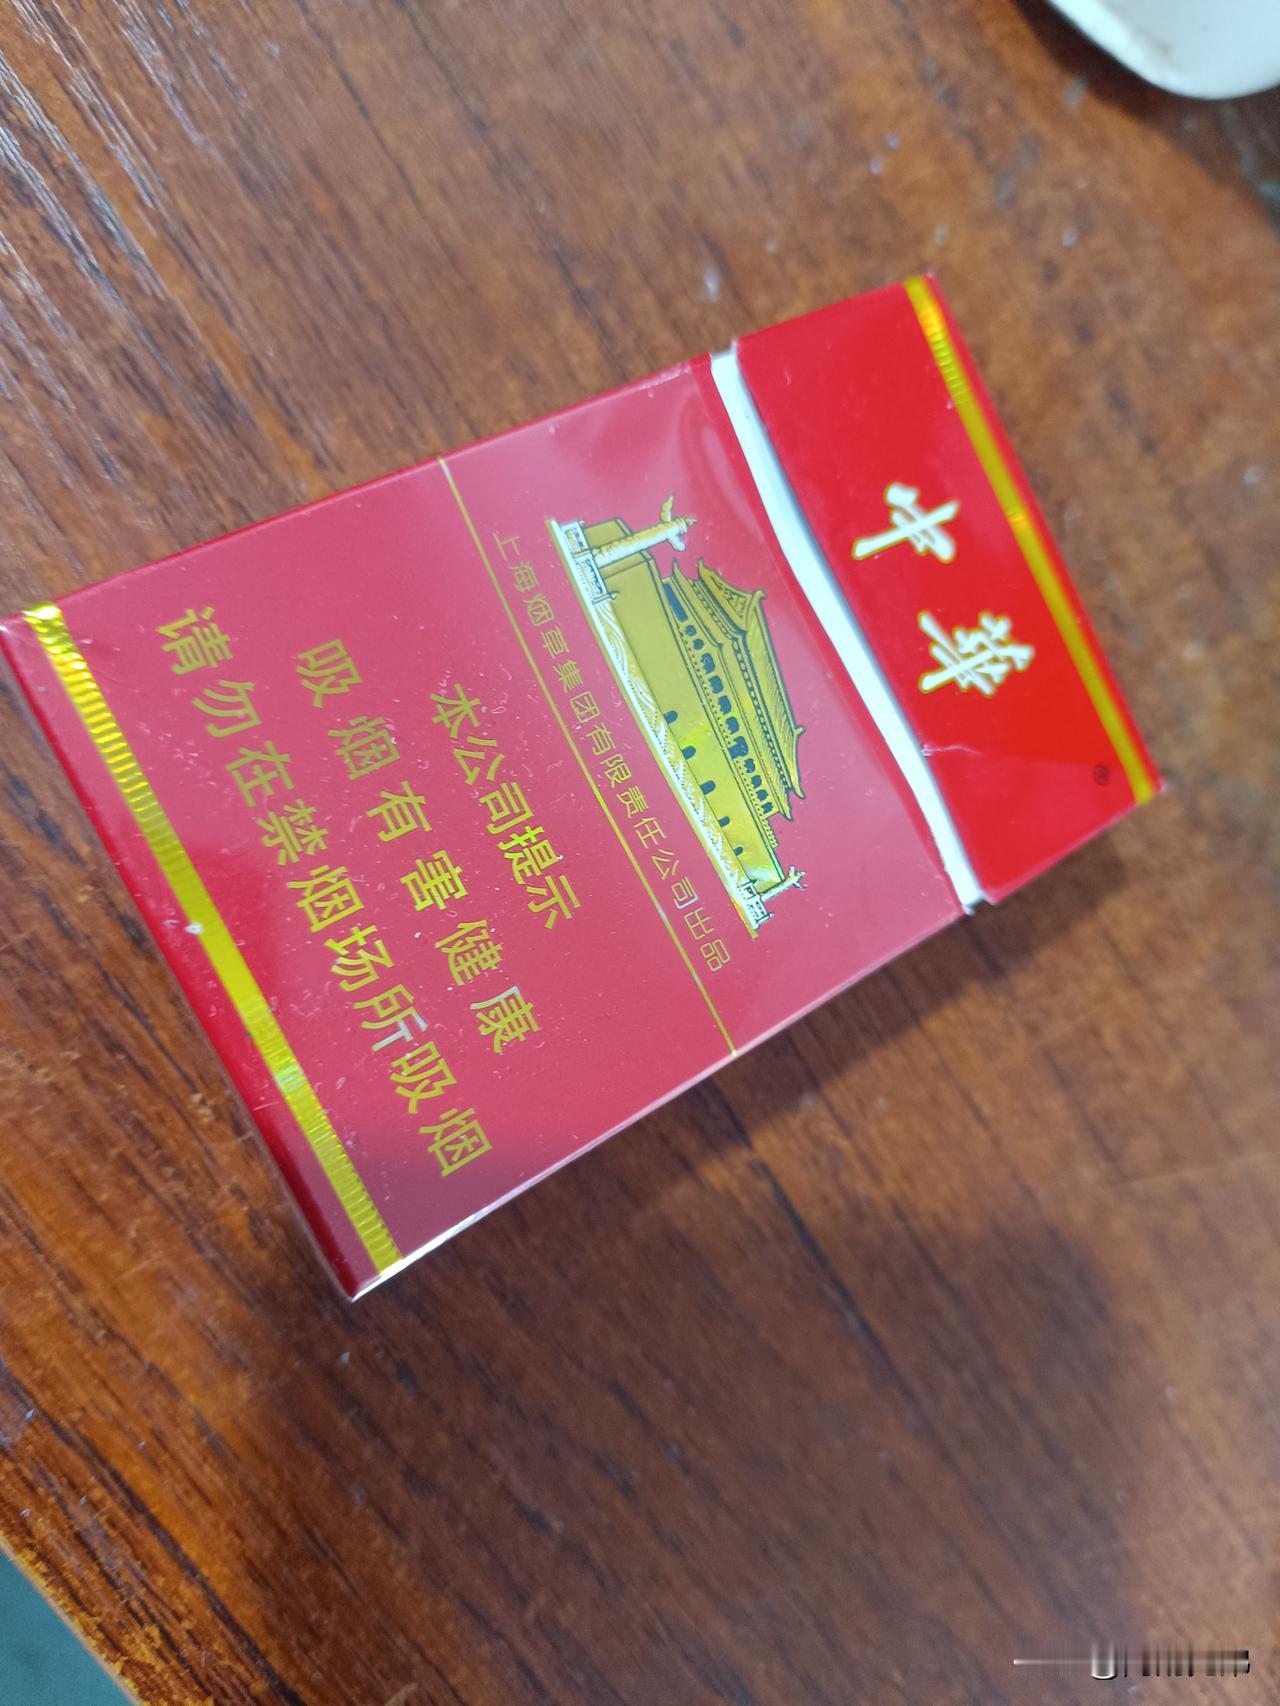 中華
®
上海烟草集团有限责任公司出品
本公司提示
吸烟有害健康
请勿在禁烟场所吸烟